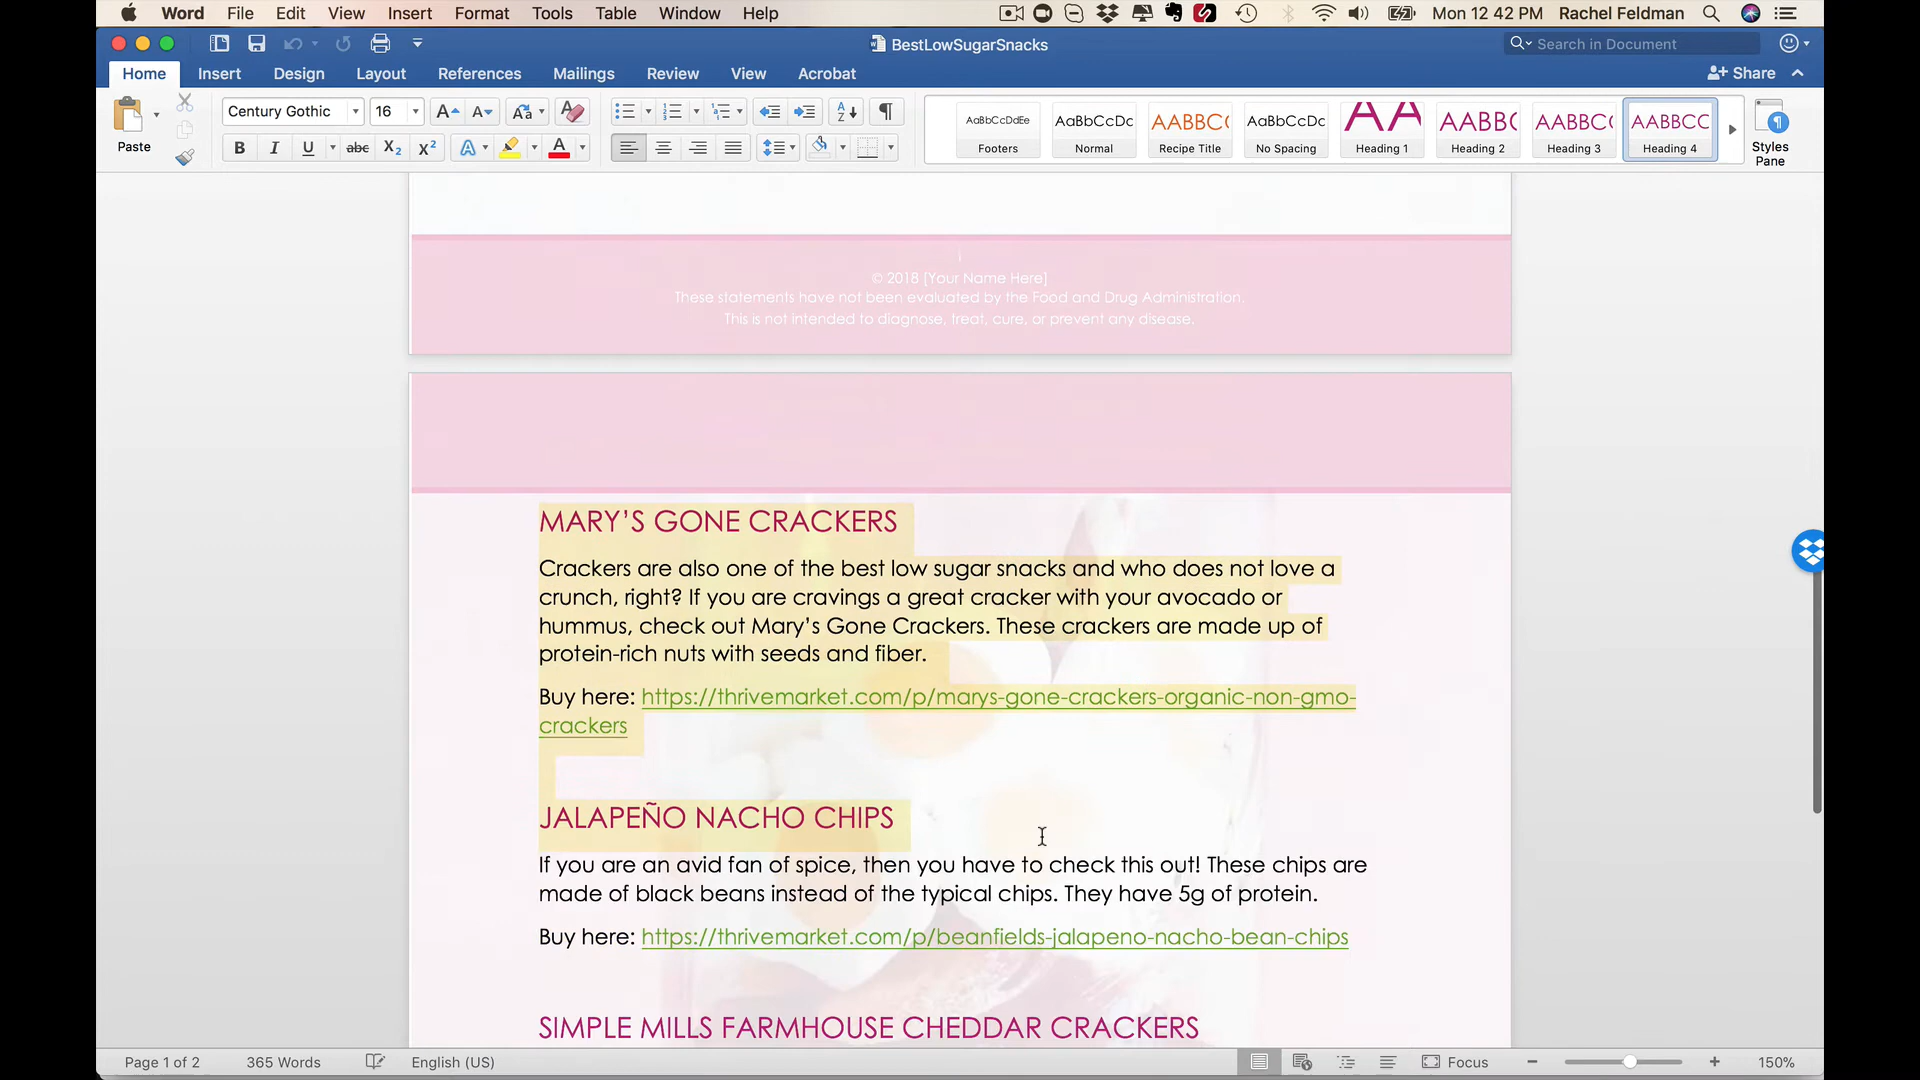 Word File Edit View Insert Format Tools Table Window Help Mon 12 42 PM Rachel Feldman
BestLowSugarSnacks
Search in Document
Home Insert Design Layout References Mailings Review View Acrobat
Share
Century Gothic 16
Paste
AaBbCcDdEe AaBbCcDc AABBC AaBbCcDc AA AABBC AABBCC AABBCC
Footers Normal Recipe Title No Spacing Heading 1 Heading 2 Heading 3 Heading 4
Styles
Pane
© 2018 [Your Name Here]
These statements have not been evaluated by the Food and Drug Administration.
This is not intended to diagnose, treat, cure, or prevent any disease.
MARY’S GONE CRACKERS
Crackers are also one of the best low sugar snacks and who does not love a
crunch, right? If you are cravings a great cracker with your avocado or
hummus, check out Mary’s Gone Crackers. These crackers are made up of
protein-rich nuts with seeds and fiber.
Buy here: https://thrivemarket.com/p/marys-gone-crackers-organic-non-gmo-
crackers
JALAPEÑO NACHO CHIPS
If you are an avid fan of spice, then you have to check this out! These chips are
made of black beans instead of the typical chips. They have 5g of protein.
Buy here: https://thrivemarket.com/p/beanfields-jalapeno-nacho-bean-chips
SIMPLE MILLS FARMHOUSE CHEDDAR CRACKERS
Page 1 of 2 365 Words English (US) Focus 150%